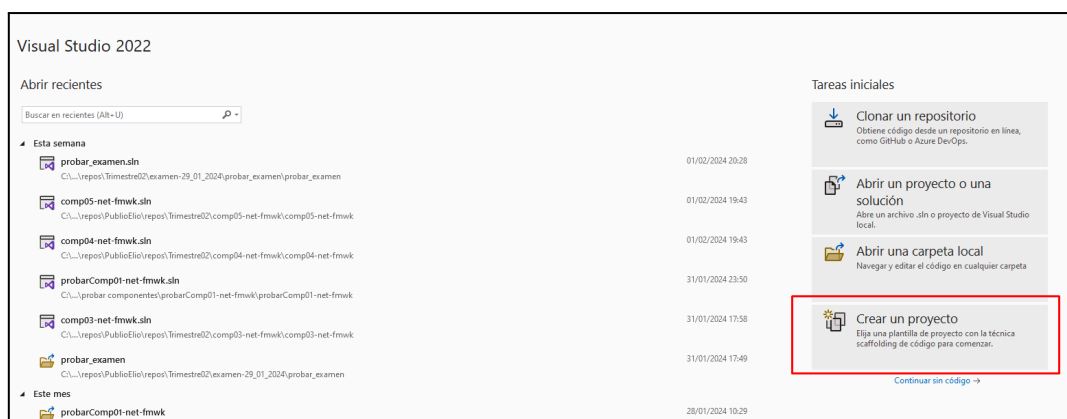 Visual Studio 2022
Abrir recientes
Buscar en recientes (Alt+U)
Esta semana
probar_examen.sln
01/02/2024 20:28
C:\...\repos\Trimestre02\examen-29_01_2024\probar_examen\probar_examen
comp05-net-fmwk.sln
01/02/2024 19:43
C:\...\repos\PublioElio\repos\Trimestre02\comp05-net-fmwk\comp05-net-fmwk
comp04-net-fmwk.sln
01/02/2024 19:43
C:\...\repos\PublioElio\repos\Trimestre02\comp04-net-fmwk\comp04-net-fmwk
probarComp01-net-fmwk.sln
31/01/2024 23:50
C:\...\probar componentes\probarComp01-net-fmwk\probarComp01-net-fmwk
comp03-net-fmwk.sln
31/01/2024 17:58
C:\...\repos\PublioElio\repos\Trimestre02\comp03-net-fmwk\comp03-net-fmwk
probar_examen
31/01/2024 17:49
C:\...\repos\PublioElio\repos\Trimestre02\examen-29_01_2024\probar_examen
Este mes
probarComp01-net-fmwk
28/01/2024 10:29
Tareas iniciales
Clonar un repositorio
Obtiene código desde un repositorio en línea,
como GitHub o Azure DevOps.
Abrir un proyecto o una
solución
Abre un archivo .sln o proyecto de Visual Studio
local.
Abrir una carpeta local
Navegar y editar el código en cualquier carpeta
Crear un proyecto
Elija una plantilla de proyecto con la técnica
scaffolding de código para comenzar.
Continuar sin código →